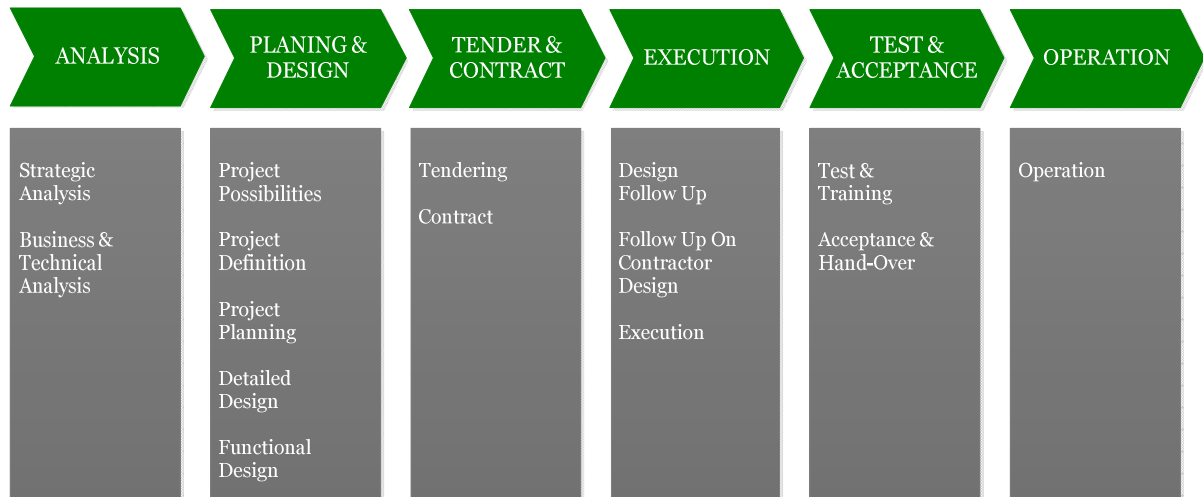 ANALYSIS
PLANING &
DESIGN
TENDER &
CONTRACT
EXECUTION
TEST &
ACCEPTANCE
OPERATION
Strategic
Analysis
Business &
Technical
Analysis
Project
Possibilities
Project
Definition
Project
Planning
Detailed
Design
Functional
Design
Tendering
Contract
Design
Follow Up
Follow Up On
Contractor
Design
Execution
Test &
Training
Acceptance &
Hand-Over
Operation